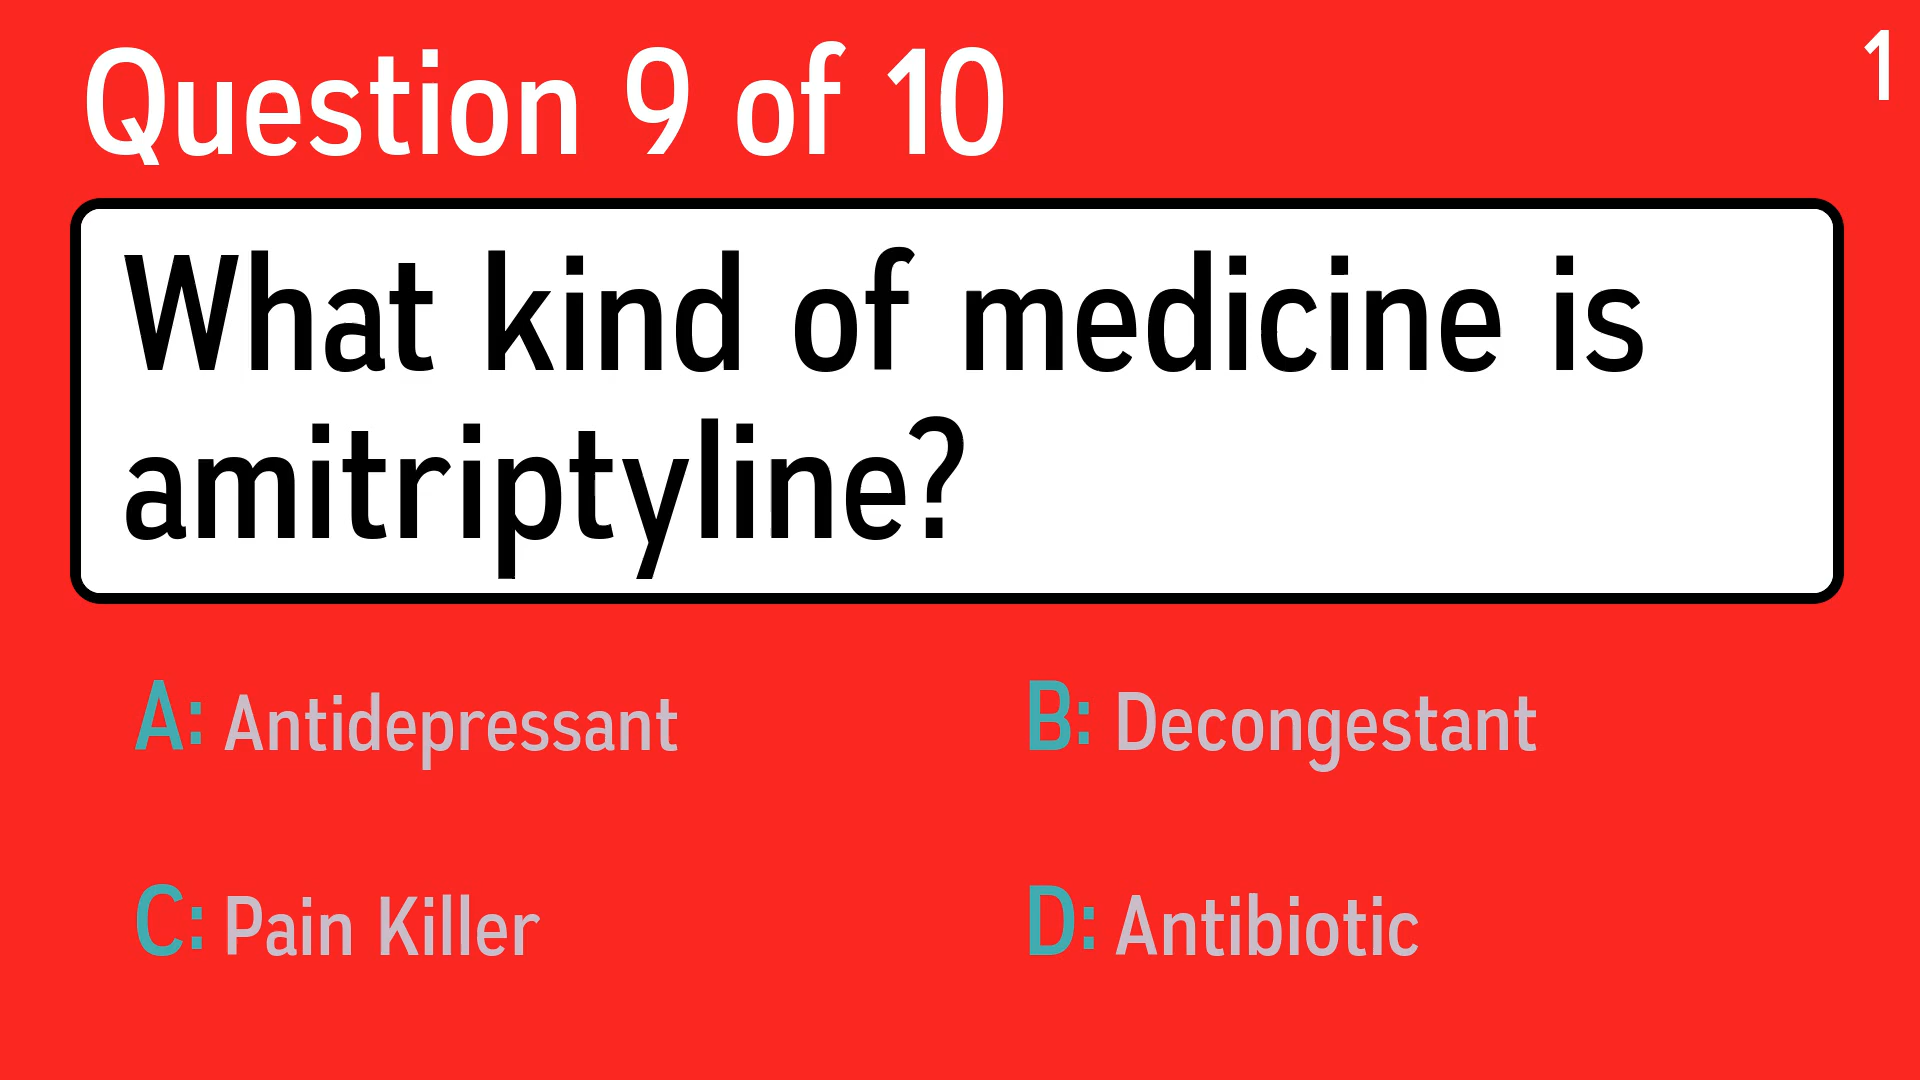 Question 9 of 10
1
What kind of medicine is
amitriptyline?
A: Antidepressant
B: Decongestant
C: Pain Killer
D: Antibiotic